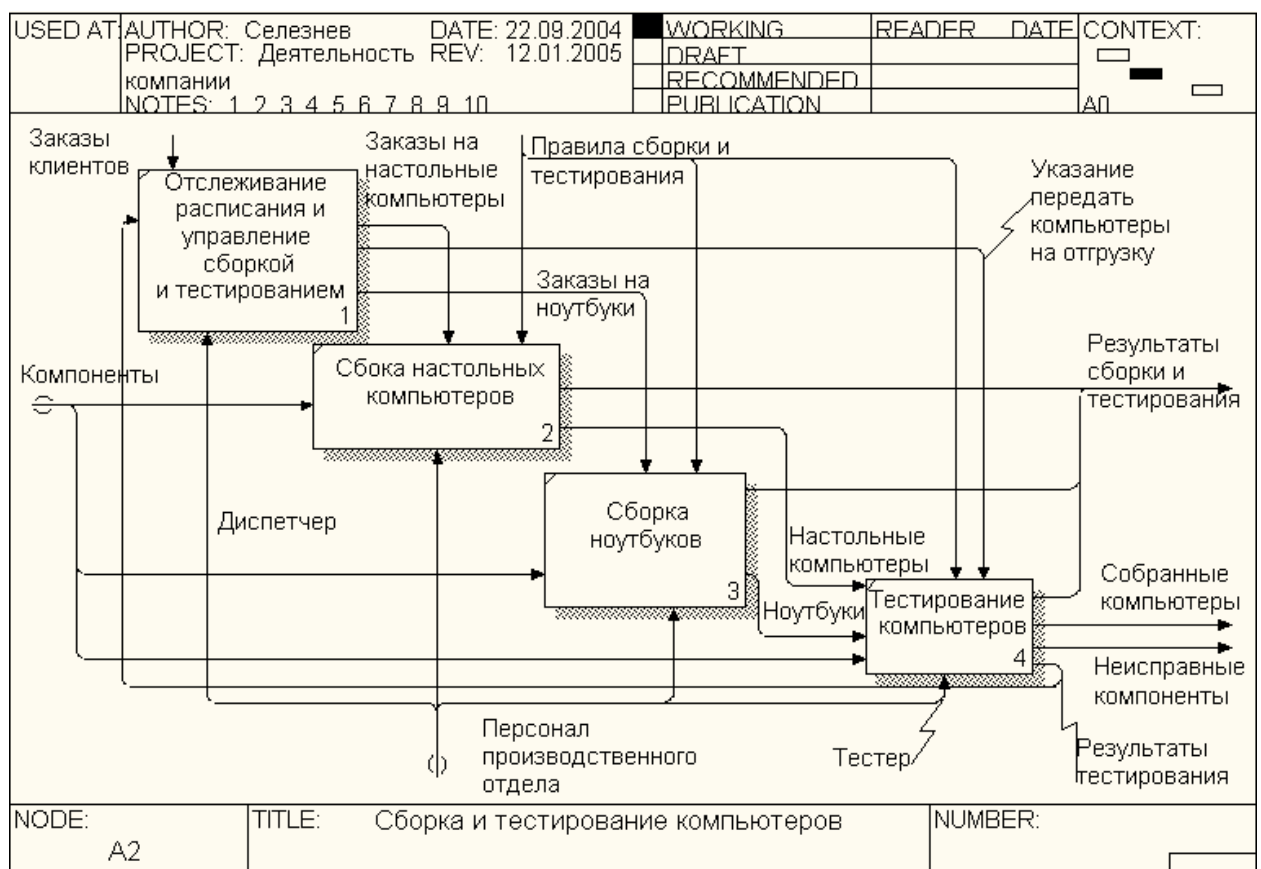 USED AT:
AUTHOR: Селезнев
DATE: 22.09.2004
PROJECT: Деятельность
REV: 12.01.2005
компании
NOTES: 1 2 3 4 5 6 7 8 9 10
WORKING
DRAFT
RECOMMENDED
PUBLICATION
READER DATE
CONTEXT:
A0
Заказы
клиентов
Отслеживание
расписания и
управление
сборкой
и тестированием
1
Заказы на
настольные
компьютеры
Правила сборки и
тестирования
Указание
передать
компьютеры
на отгрузку
Заказы на
ноутбуки
Компоненты
Сбока настольных
компьютеров
2
Результаты
сборки и
тестирования
Диспетчер
Сборка
ноутбуков
3
Настольные
компьютеры
Ноутбуки
Тестирование
компьютеров
4
Собранные
компьютеры
Неисправные
компоненты
Персонал
производственного
отдела
Тестер
Результаты
тестирования
NODE:
A2
TITLE:
Сборка и тестирование компьютеров
NUMBER: